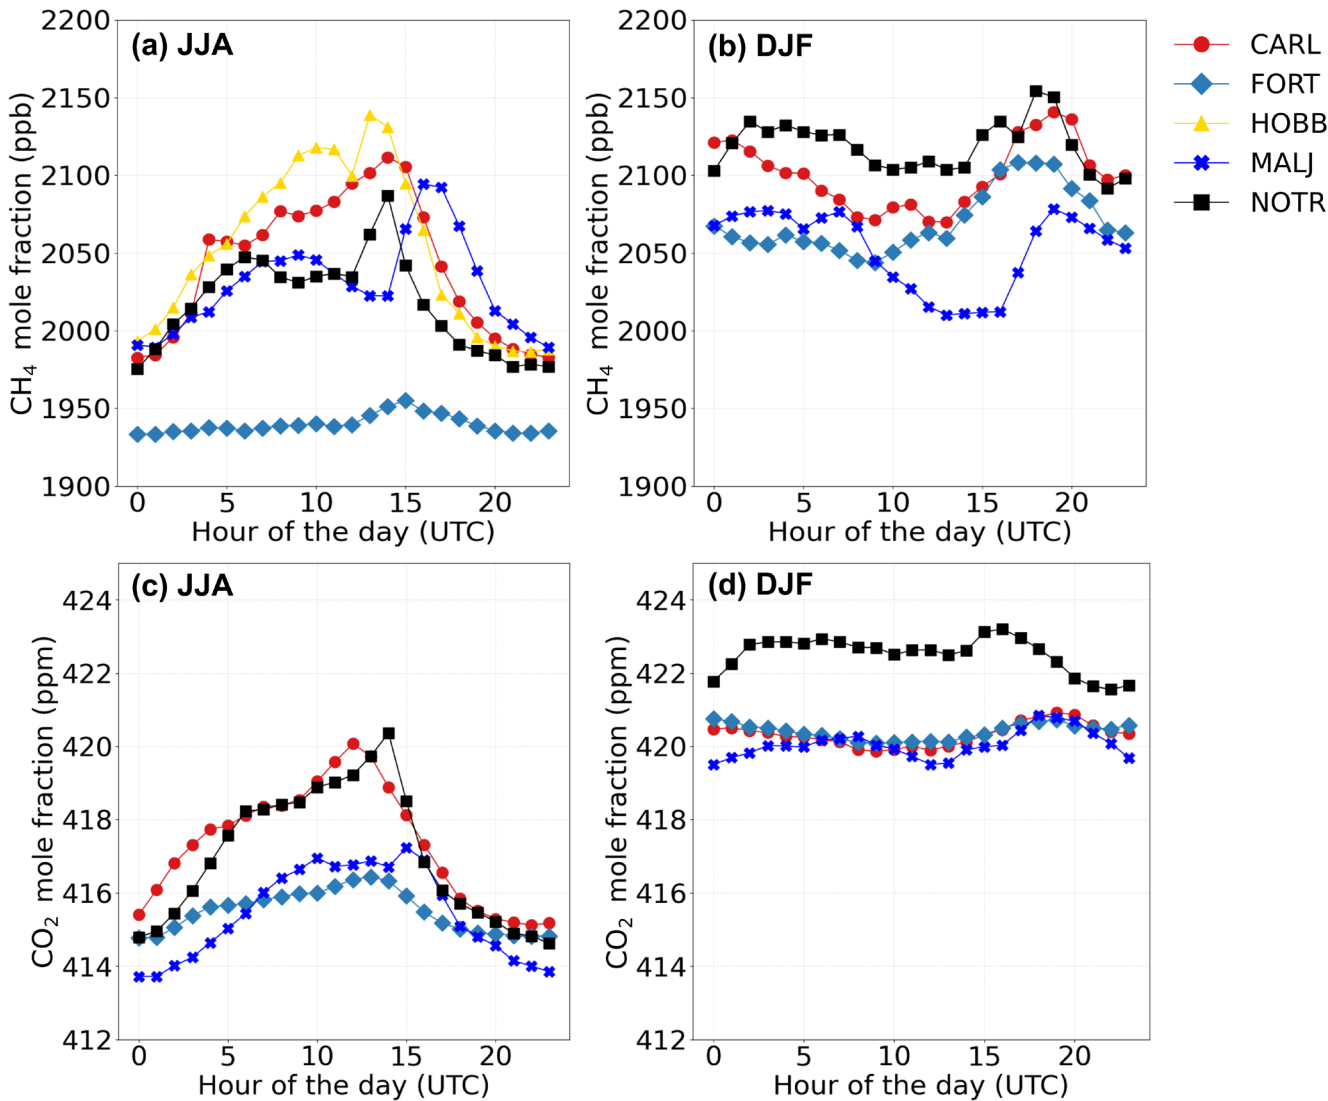 (a) JJA
2200
2150
2100
2050
2000
1950
1900
CH₄ mole fraction (ppb)
0 5 10 15 20
Hour of the day (UTC)
(b) DJF
2200
2150
2100
2050
2000
1950
1900
CH₄ mole fraction (ppb)
0 5 10 15 20
Hour of the day (UTC)
CARL
FORT
HOBB
MALJ
NOTR
(c) JJA
424
422
420
418
416
414
412
CO₂ mole fraction (ppm)
0 5 10 15 20
Hour of the day (UTC)
(d) DJF
424
422
420
418
416
414
412
CO₂ mole fraction (ppm)
0 5 10 15 20
Hour of the day (UTC)